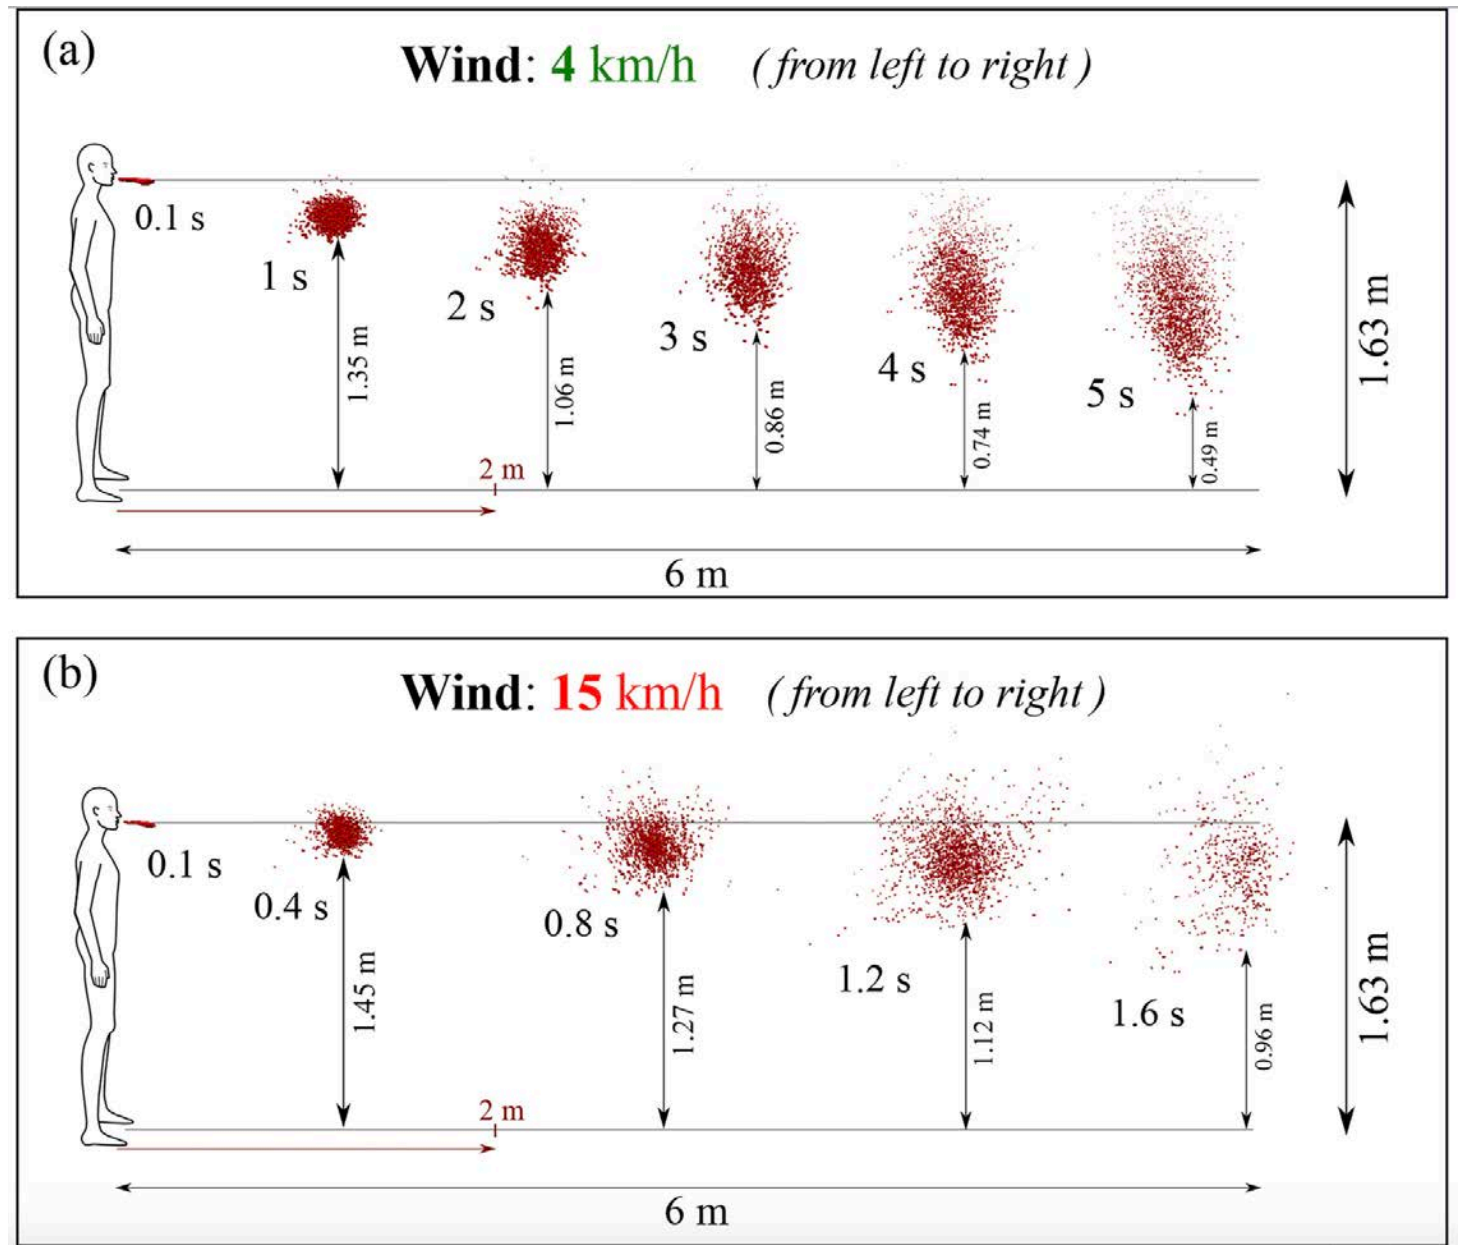 (a)
Wind: 4 km/h (from left to right)
0.1 s
1 s
2 s
3 s
4 s
5 s
1.35 m
1.06 m
0.86 m
0.74 m
0.49 m
1.63 m
2 m
6 m
(b)
Wind: 15 km/h (from left to right)
0.1 s
0.4 s
0.8 s
1.2 s
1.6 s
1.45 m
1.27 m
1.12 m
0.96 m
1.63 m
2 m
6 m